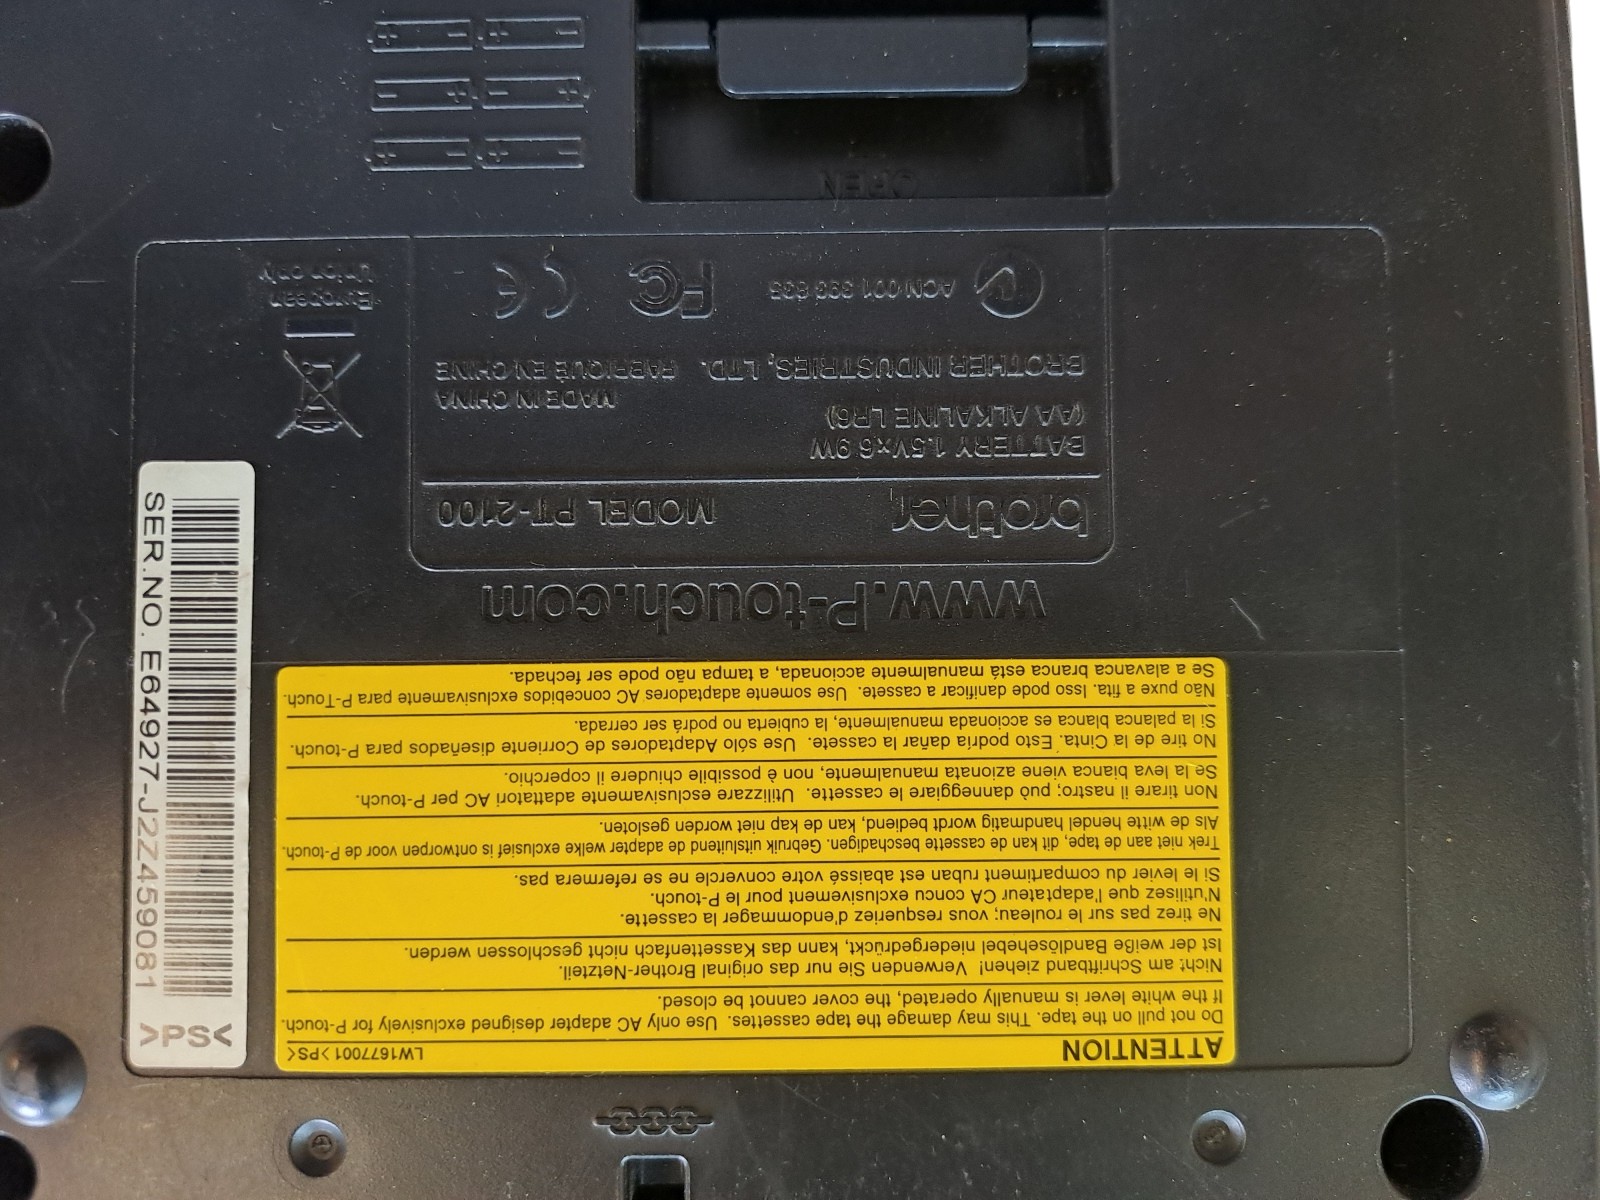 ATTENTION LW1677001 >PS<
Do not pull on the tape. This may damage the tape cassettes. Use only AC adapter designed exclusively for P-touch.
If the white lever is manually operated, the cover cannot be closed.
Nicht am Schriftband ziehen! Verwenden Sie nur das original Brother-Netzteil.
Ist der weiße Bandlösehebel niedergedrückt, kann das Kassettenfach nicht geschlossen werden.
Ne tirez pas sur le rouleau; vous resqueriez d'endommager la cassette.
N'utilisez que l'adaptateur CA concu exclusivement pour le P-touch.
Si le levier du compartiment ruban est abaissé votre convercle ne se refermera pas.
Trek niet aan de tape, dit kan de cassette beschadigen. Gebruik uitsluitend de adapter welke exclusief is ontworpen voor de P-touch.
Als de witte hendel handmatig wordt bediend, kan de kap niet worden gesloten.
Non tirare il nastro; può danneggiare le cassette. Utilizzare esclusivamente adattatori AC per P-touch.
Se la leva bianca viene azionata manualmente, non è possibile chiudere il coperchio.
No tire de la Cinta. Esto podría dañar la cassette. Use sólo Adaptadores de Corriente diseñados para P-touch.
Si la palanca blanca es accionada manualmente, la cubierta no podrá ser cerrada.
Não puxe a fita. Isso pode danificar a cassete. Use somente adaptadores AC concebidos exclusivamente para P-Touch.
Se a alavanca branca está manualmente accionada, a tampa não pode ser fechada.
www.P-touch.com
brother MODEL PT-2100
BATTERY 1.5V×6 9W
(AA ALKALINE LR6)
MADE IN CHINA
BROTHER INDUSTRIES, LTD. FABRIQUÉ EN CHINE
ACN 001 393 835 FC CE
European
Union only
OPEN
SER.NO. E64927-J2Z459081
>PS<